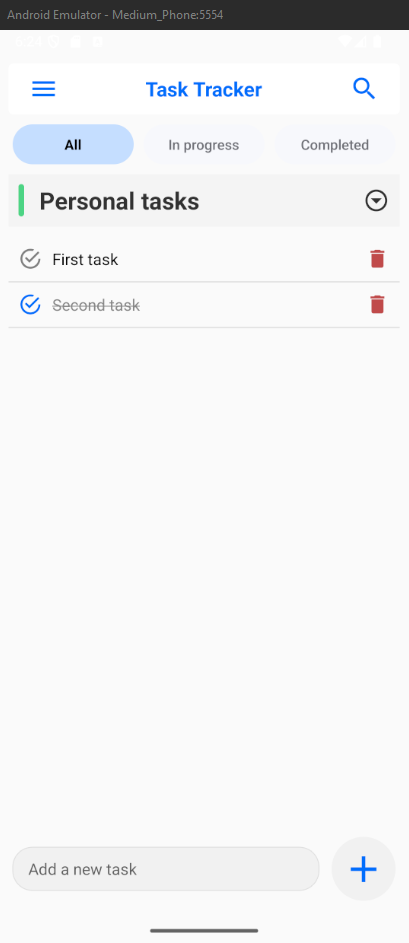 Android Emulator - Medium_Phone:5554
Task Tracker
All
In progress
Completed
Personal tasks
First task
Second task
Add a new task